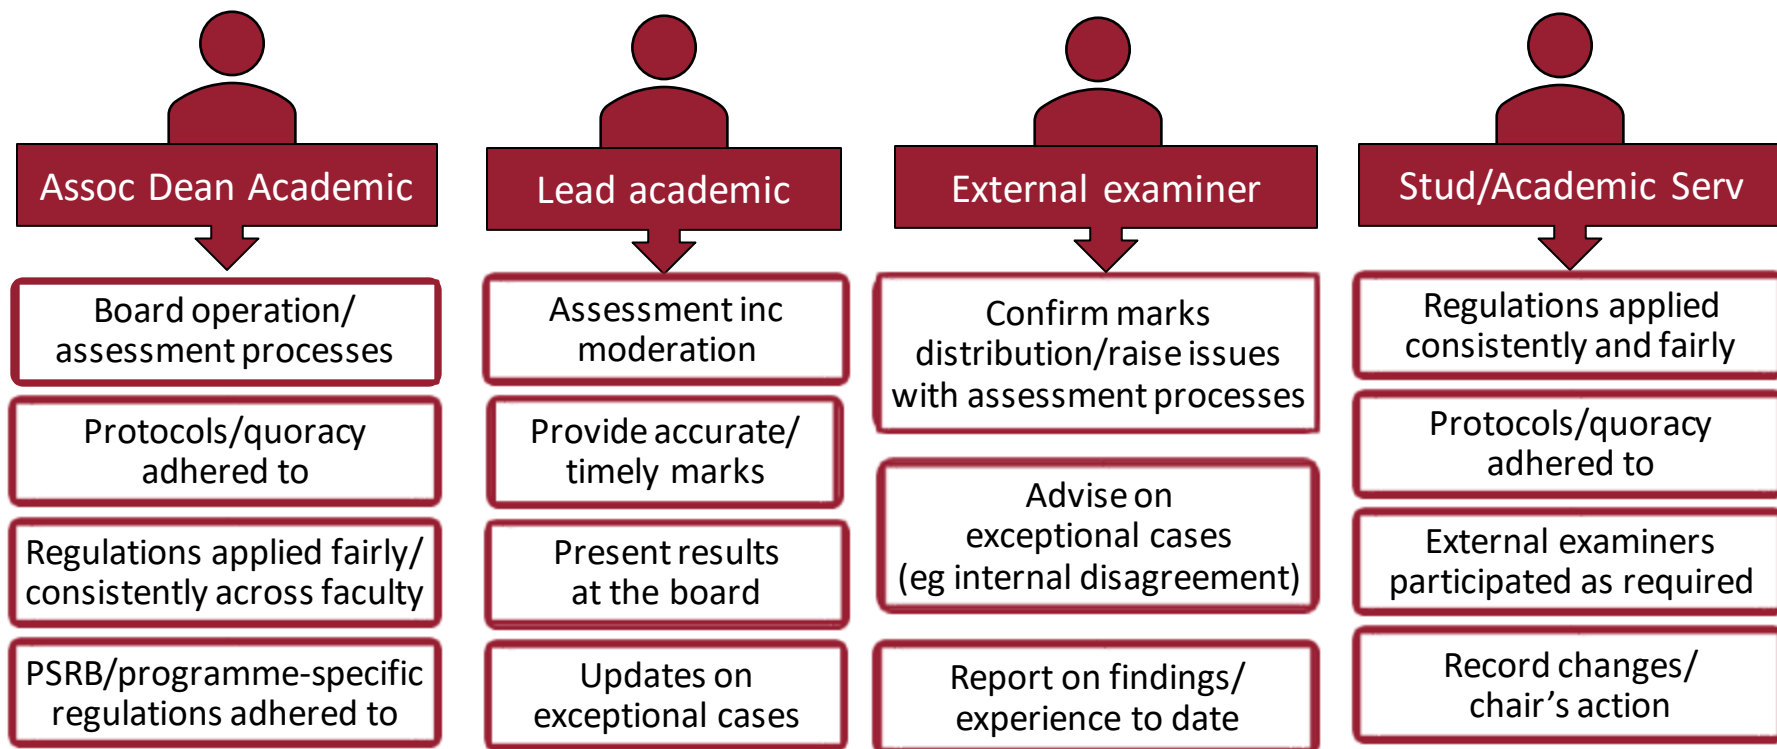 Assoc Dean Academic
Board operation/
assessment processes
Protocols/quoracy
adhered to
Regulations applied fairly/
consistently across faculty
PSRB/programme-specific
regulations adhered to
Lead academic
Assessment inc
moderation
Provide accurate/
timely marks
Present results
at the board
Updates on
exceptional cases
External examiner
Confirm marks
distribution/raise issues
with assessment processes
Advise on
exceptional cases
(eg internal disagreement)
Report on findings/
experience to date
Stud/Academic Serv
Regulations applied
consistently and fairly
Protocols/quoracy
adhered to
External examiners
participated as required
Record changes/
chair’s action